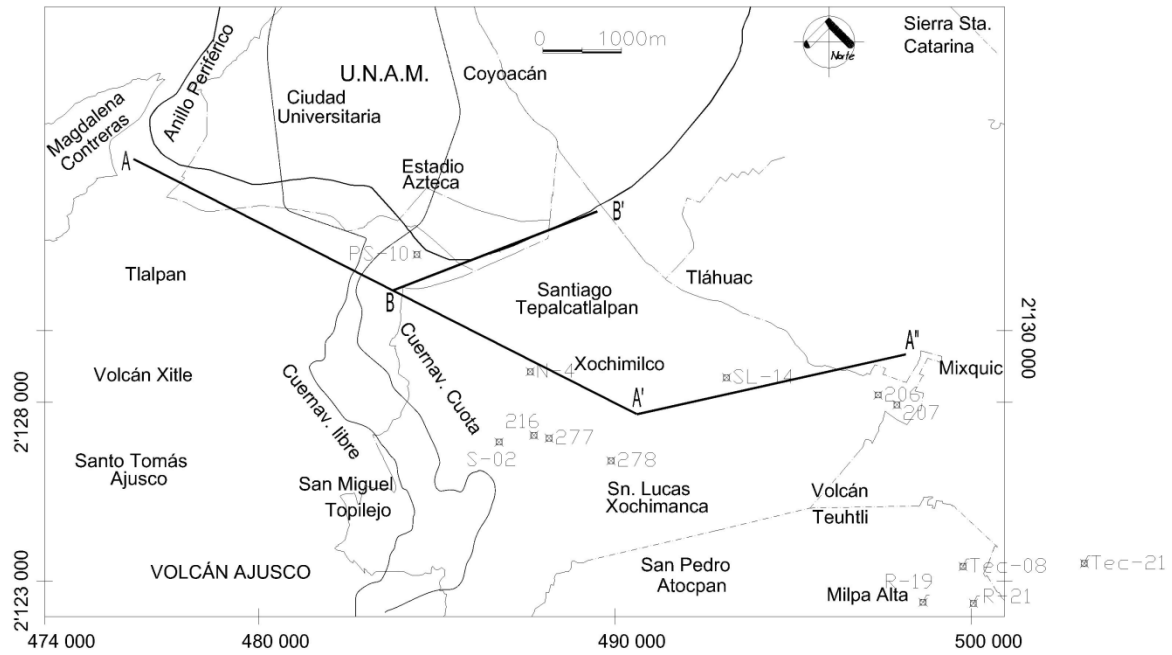 Sierra Sta.
Catarina
0 1000m
Norte
U.N.A.M.
Coyoacán
Anillo Periférico
Ciudad
Universitaria
Magdalena
Contreras
A
Estadio
Azteca
B'
PS-10
Tlalpan
Tláhuac
B
Santiago
Tepalcatlalpan
2'130 000
Cuernav. Cuota
A"
Xochimilco
Mixquic
Volcán Xitle
N-4
SL-14
206
207
A'
2'128 000
Cuernav. libre
216
277
S-02
278
Santo Tomás
Ajusco
San Miguel
Topilejo
Sn. Lucas
Xochimanca
Volcán
Teuhtli
VOLCÁN AJUSCO
San Pedro
Atocpan
Tec-08
Tec-21
R-19
R-21
Milpa Alta
2'123 000
474 000
480 000
490 000
500 000